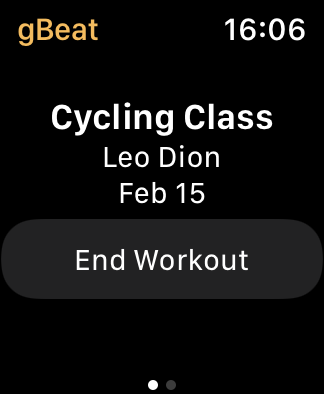 gBeat 16:06
Cycling Class
Leo Dion
Feb 15
End Workout